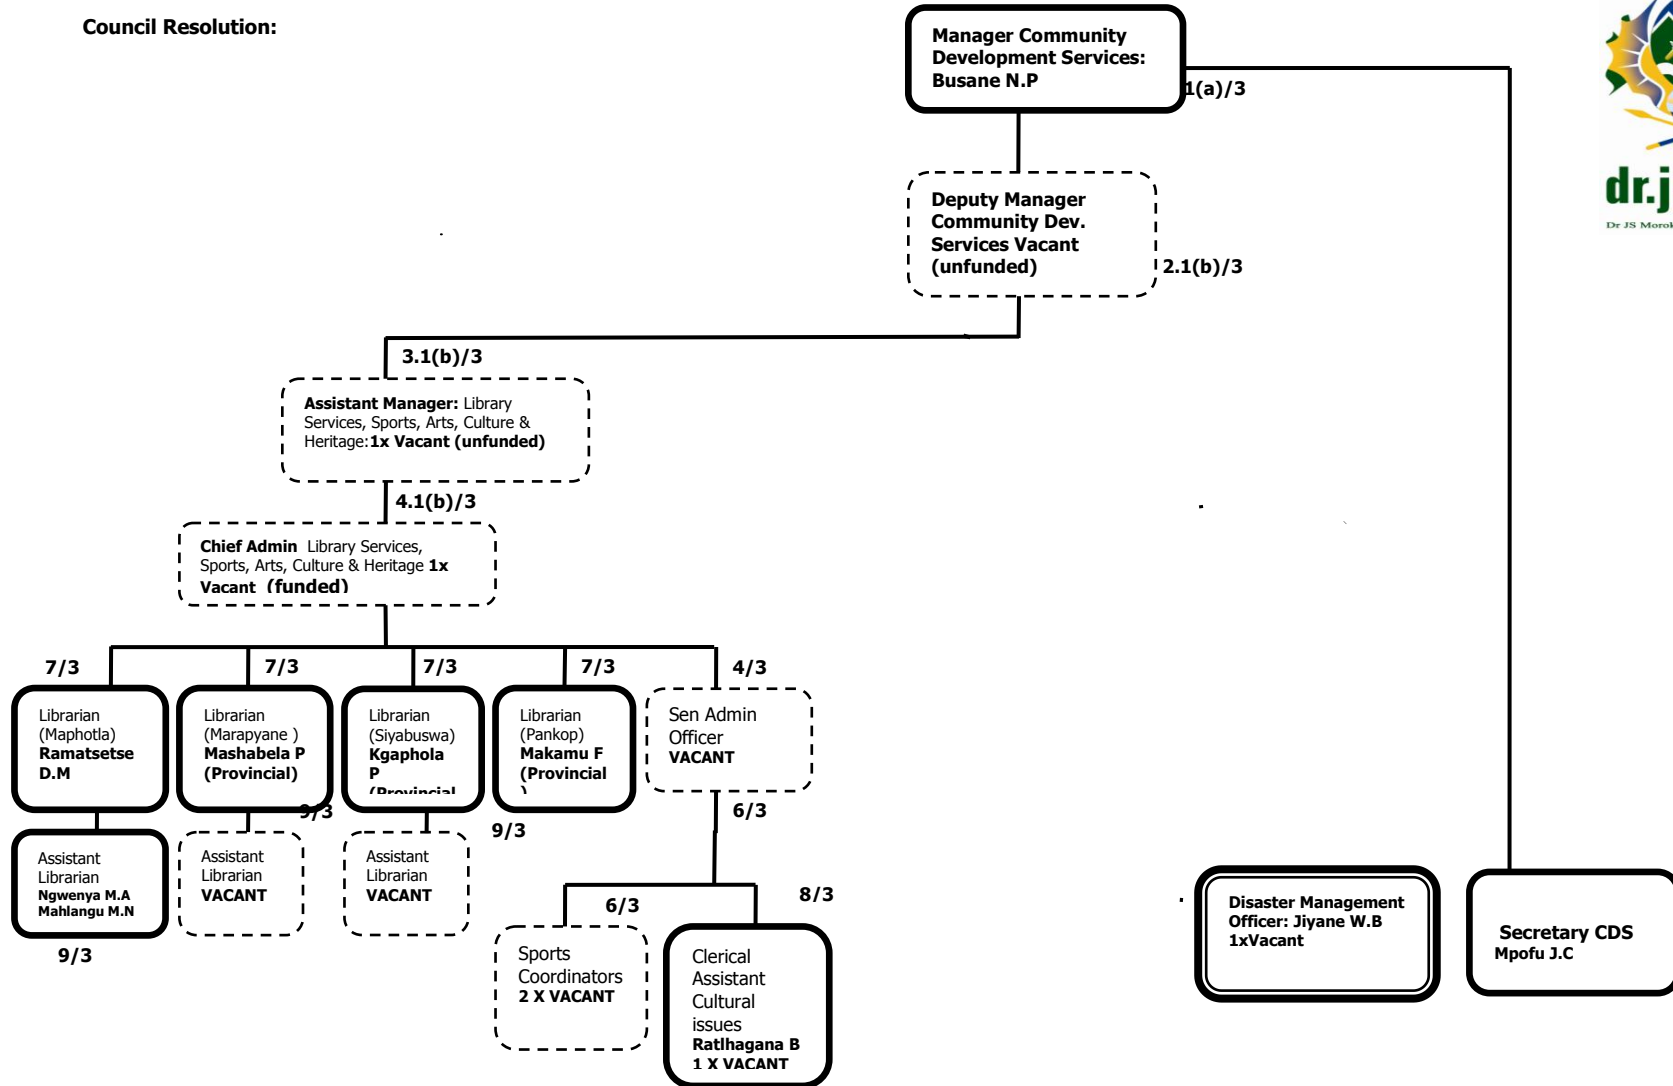 Council Resolution:
Manager Community
Development Services:
Busane N.P
1(a)/3
dr.j
Dr JS Morok
Deputy Manager
Community Dev.
Services Vacant
(unfunded)
2.1(b)/3
3.1(b)/3
Assistant Manager: Library
Services, Sports, Arts, Culture &
Heritage:1x Vacant (unfunded)
4.1(b)/3
Chief Admin Library Services,
Sports, Arts, Culture & Heritage 1x
Vacant (funded)
7/3
7/3
7/3
7/3
4/3
Librarian
(Maphotla)
Ramatsetse
D.M
Librarian
(Marapyane )
Mashabela P
(Provincial)
Librarian
(Siyabuswa)
Kgaphola
P
(Provincial
Librarian
(Pankop)
Makamu F
(Provincial
)
Sen Admin
Officer
VACANT
9/3
9/3
6/3
Assistant
Librarian
Ngwenya M.A
Mahlangu M.N
9/3
Assistant
Librarian
VACANT
Assistant
Librarian
VACANT
6/3
8/3
Sports
Coordinators
2 X VACANT
Clerical
Assistant
Cultural
issues
Ratlhagana B
1 X VACANT
Disaster Management
Officer: Jiyane W.B
1xVacant
Secretary CDS
Mpofu J.C